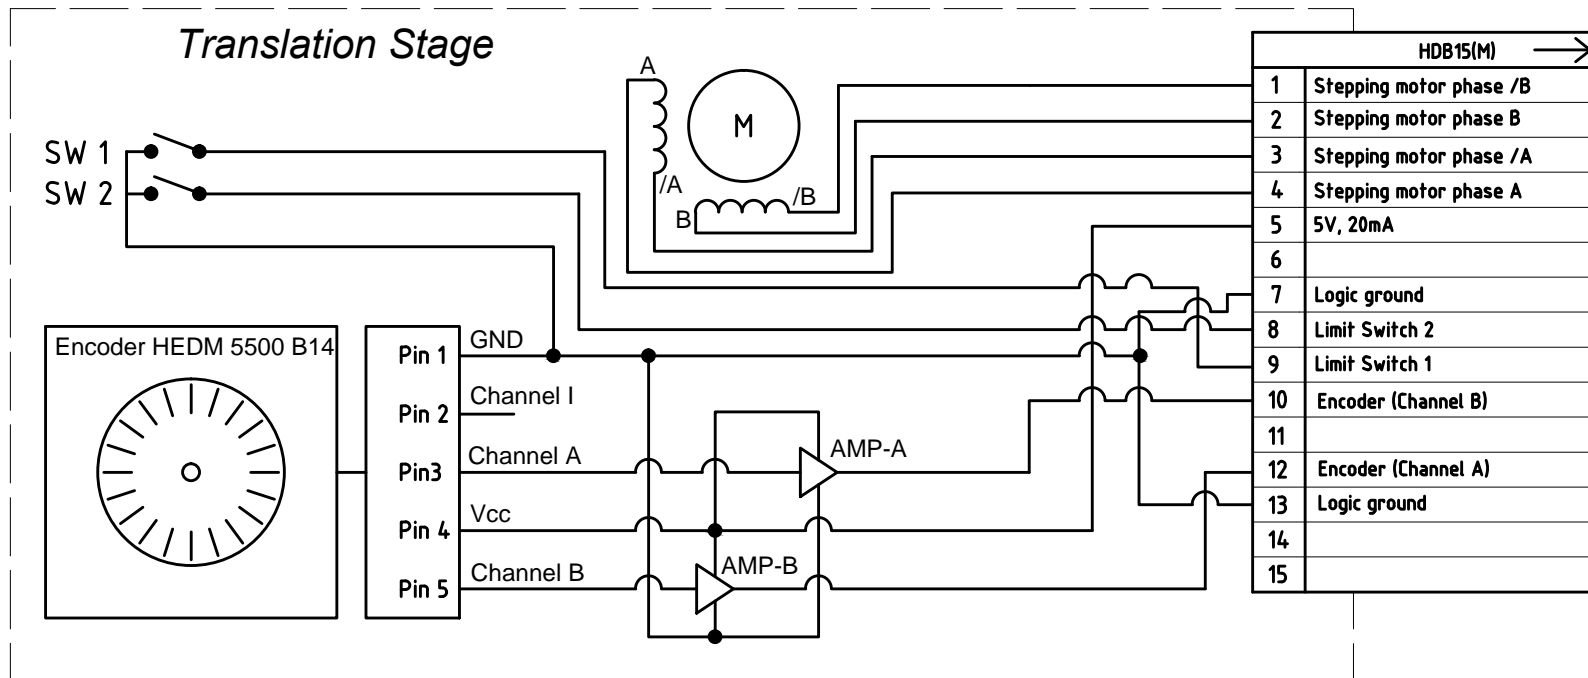 Translation Stage
SW 1
SW 2
A
/A
M
B
/B
Encoder HEDM 5500 B14
Pin 1
GND
Pin 2
Channel I
Pin3
Channel A
Pin 4
Vcc
Pin 5
Channel B
AMP-A
AMP-B
HDB15(M)
1 Stepping motor phase /B
2 Stepping motor phase B
3 Stepping motor phase /A
4 Stepping motor phase A
5 5V, 20mA
6
7 Logic ground
8 Limit Switch 2
9 Limit Switch 1
10 Encoder (Channel B)
11
12 Encoder (Channel A)
13 Logic ground
14
15